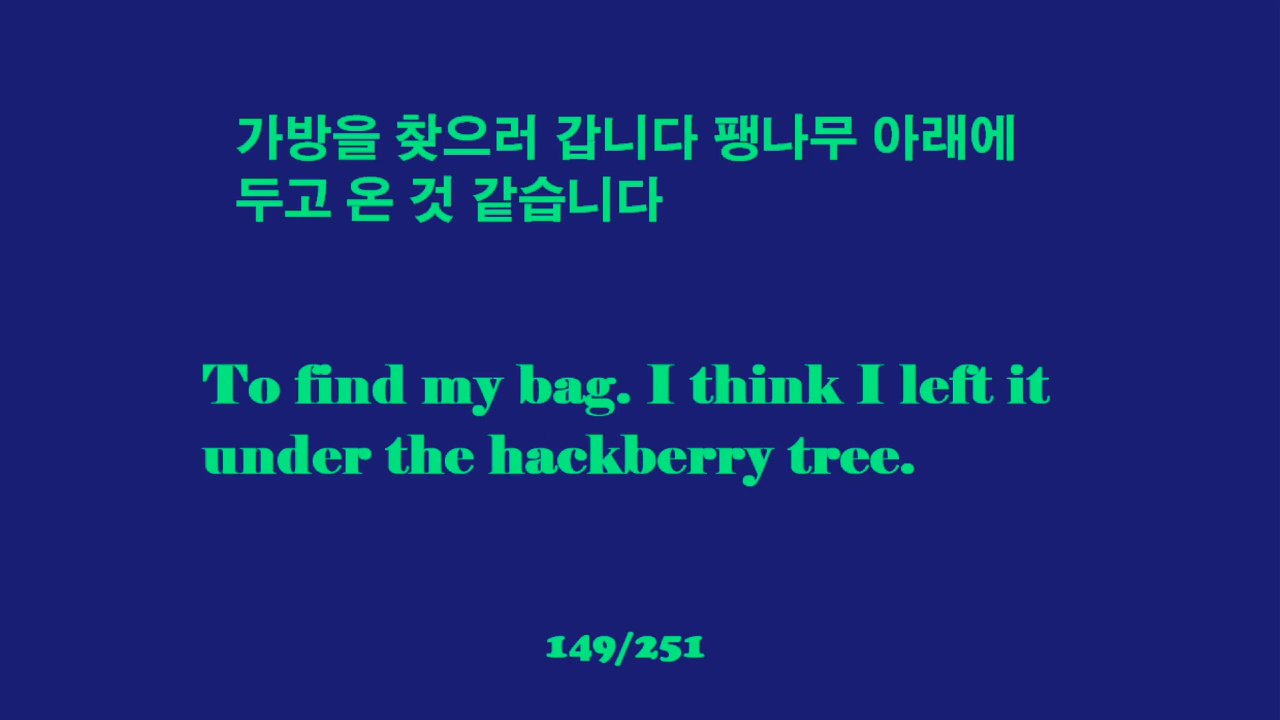 가방을 찾으러 갑니다 팽나무 아래에
두고 온 것 같습니다
To find my bag. I think I left it
under the hackberry tree.
149/251